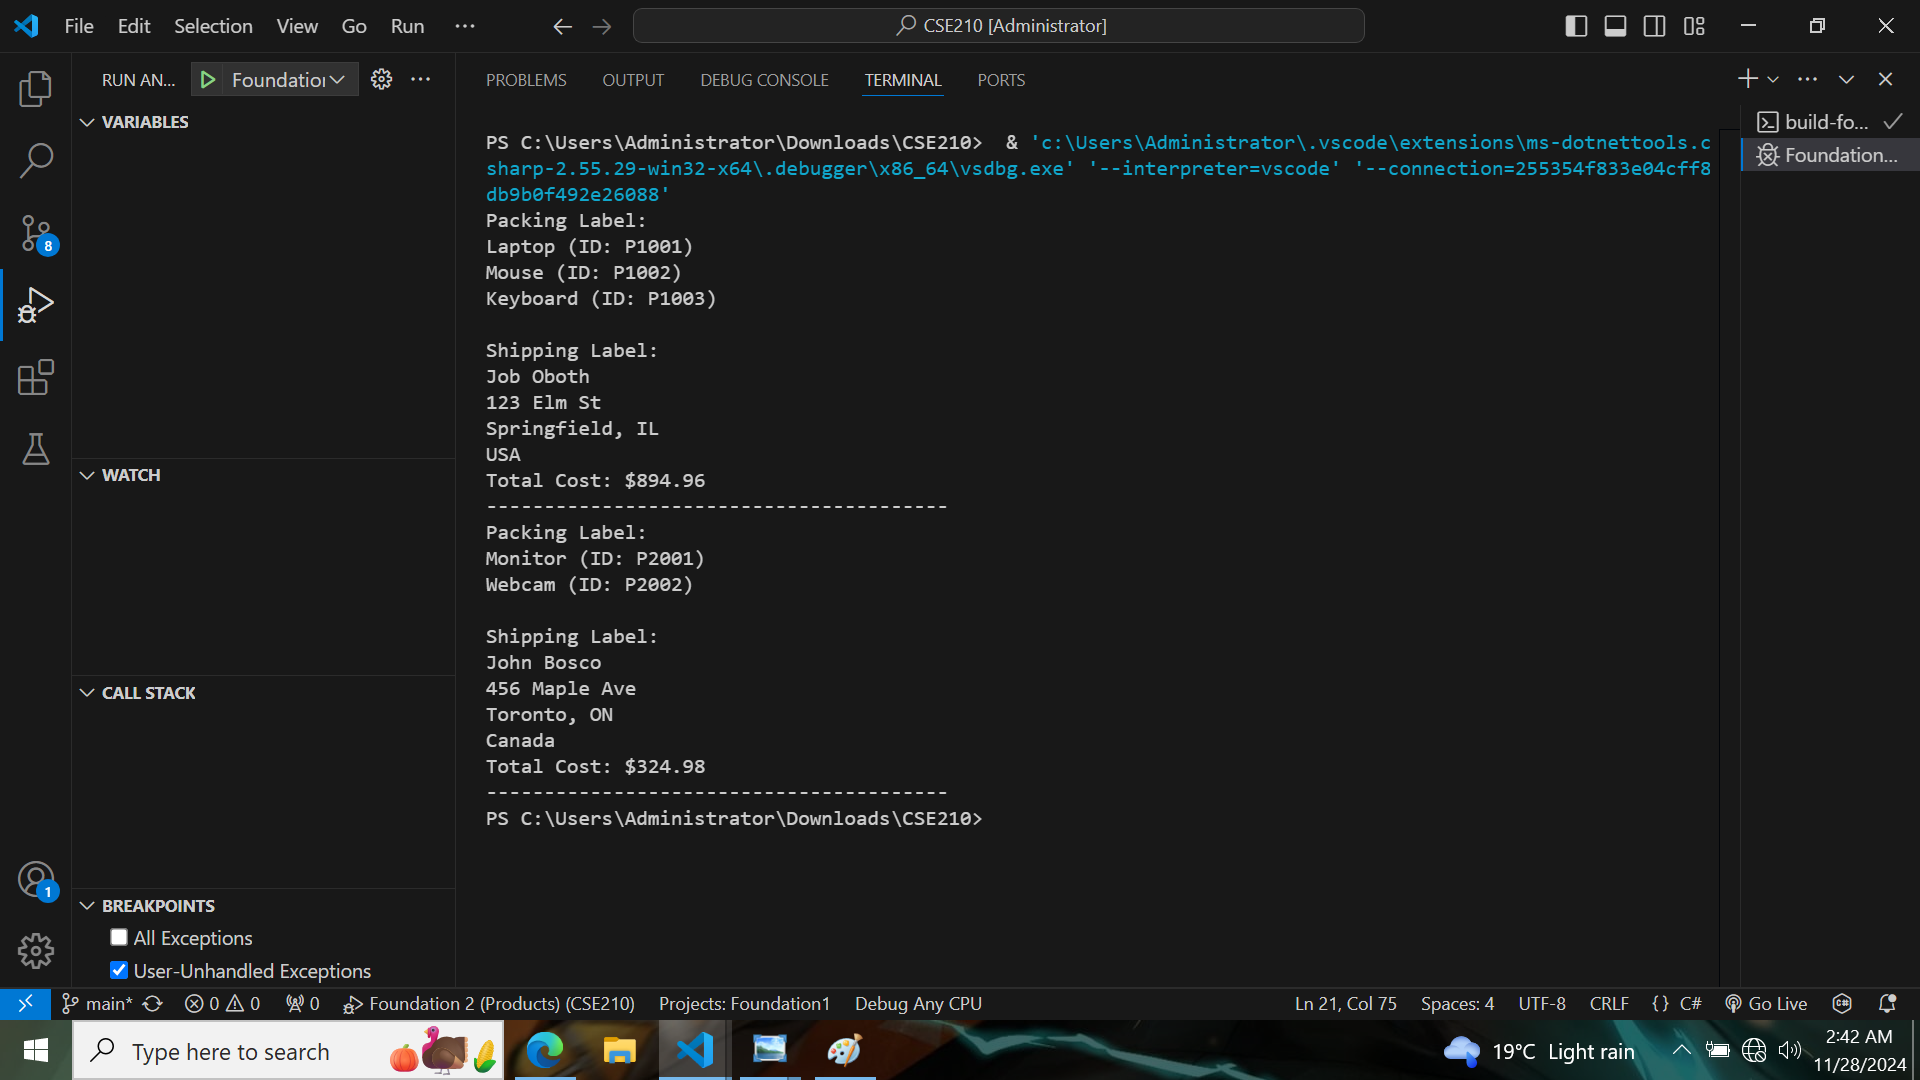 File Edit Selection View Go Run ···
CSE210 [Administrator]
RUN AN... Foundation
PROBLEMS OUTPUT DEBUG CONSOLE TERMINAL PORTS
VARIABLES
WATCH
CALL STACK
BREAKPOINTS
All Exceptions
User-Unhandled Exceptions
8
1
PS C:\Users\Administrator\Downloads\CSE210>  & 'c:\Users\Administrator\.vscode\extensions\ms-dotnettools.c
sharp-2.55.29-win32-x64\.debugger\x86_64\vsdbg.exe' '--interpreter=vscode' '--connection=255354f833e04cff8
db9b0f492e26088'
Packing Label:
Laptop (ID: P1001)
Mouse (ID: P1002)
Keyboard (ID: P1003)
Shipping Label:
Job Oboth
123 Elm St
Springfield, IL
USA
Total Cost: $894.96
----------------------------------------
Packing Label:
Monitor (ID: P2001)
Webcam (ID: P2002)
Shipping Label:
John Bosco
456 Maple Ave
Toronto, ON
Canada
Total Cost: $324.98
----------------------------------------
PS C:\Users\Administrator\Downloads\CSE210>
build-fo...
Foundation...
main* 0 0 0 Foundation 2 (Products) (CSE210) Projects: Foundation1 Debug Any CPU Ln 21, Col 75 Spaces: 4 UTF-8 CRLF {} C# Go Live
Type here to search
19°C Light rain
2:42 AM
11/28/2024